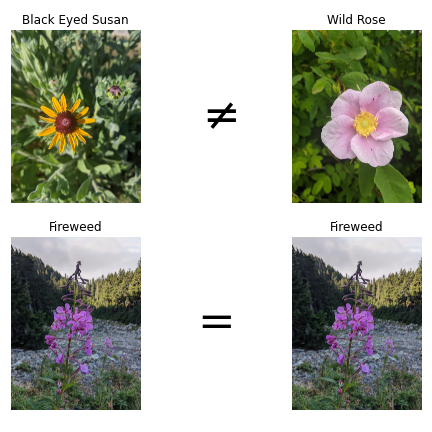 Black Eyed Susan
Wild Rose
≠
Fireweed
Fireweed
=